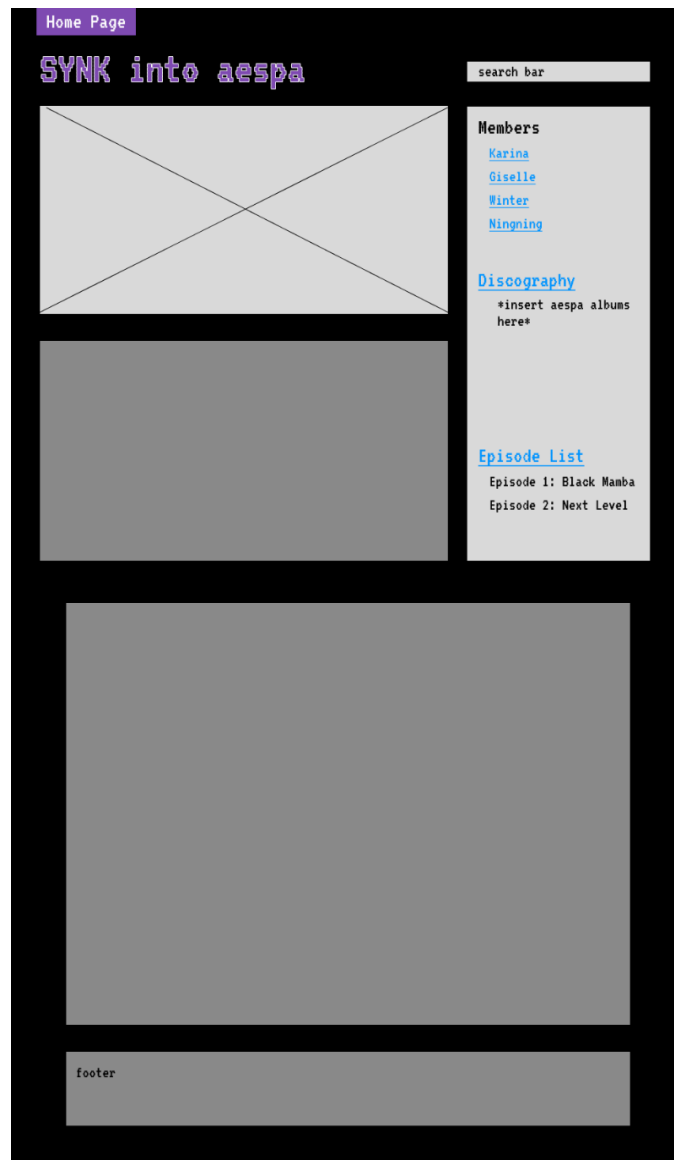 Home Page
SYNK into aespa
search bar
Members
Karina
Giselle
Winter
Ningning
Discography
*insert aespa albums
here*
Episode List
Episode 1: Black Mamba
Episode 2: Next Level
footer